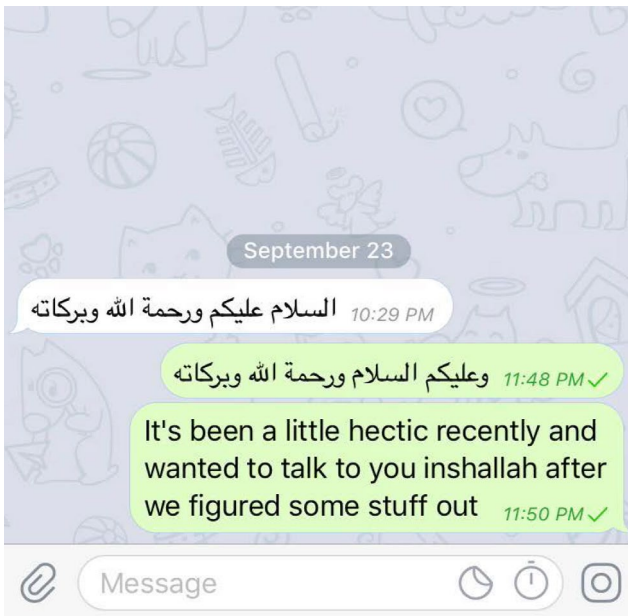 September 23
السلام عليكم ورحمة الله وبركاته 10:29 PM
وعليكم السلام ورحمة الله وبركاته 11:48 PM
It's been a little hectic recently and
wanted to talk to you inshallah after
we figured some stuff out 11:50 PM
Message